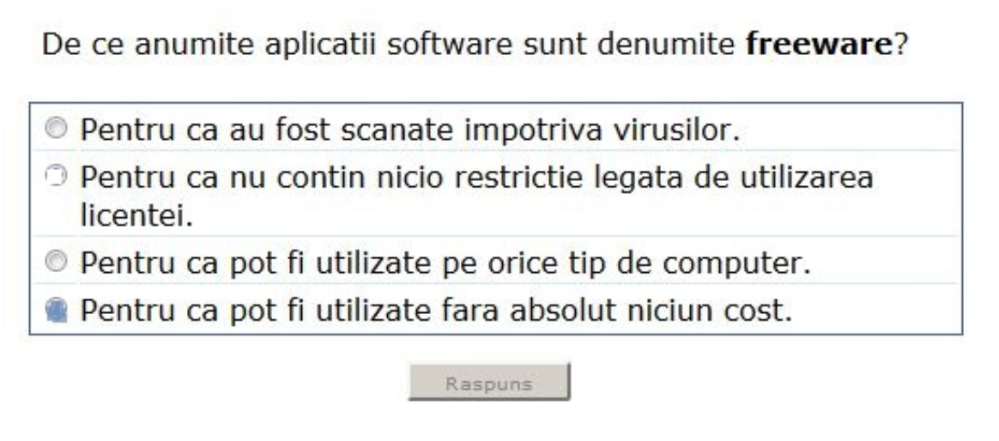 De ce anumite aplicatii software sunt denumite freeware?
Pentru ca au fost scanate impotriva virusilor.
Pentru ca nu contin nicio restrictie legata de utilizarea
licentei.
Pentru ca pot fi utilizate pe orice tip de computer.
Pentru ca pot fi utilizate fara absolut niciun cost.
Raspuns